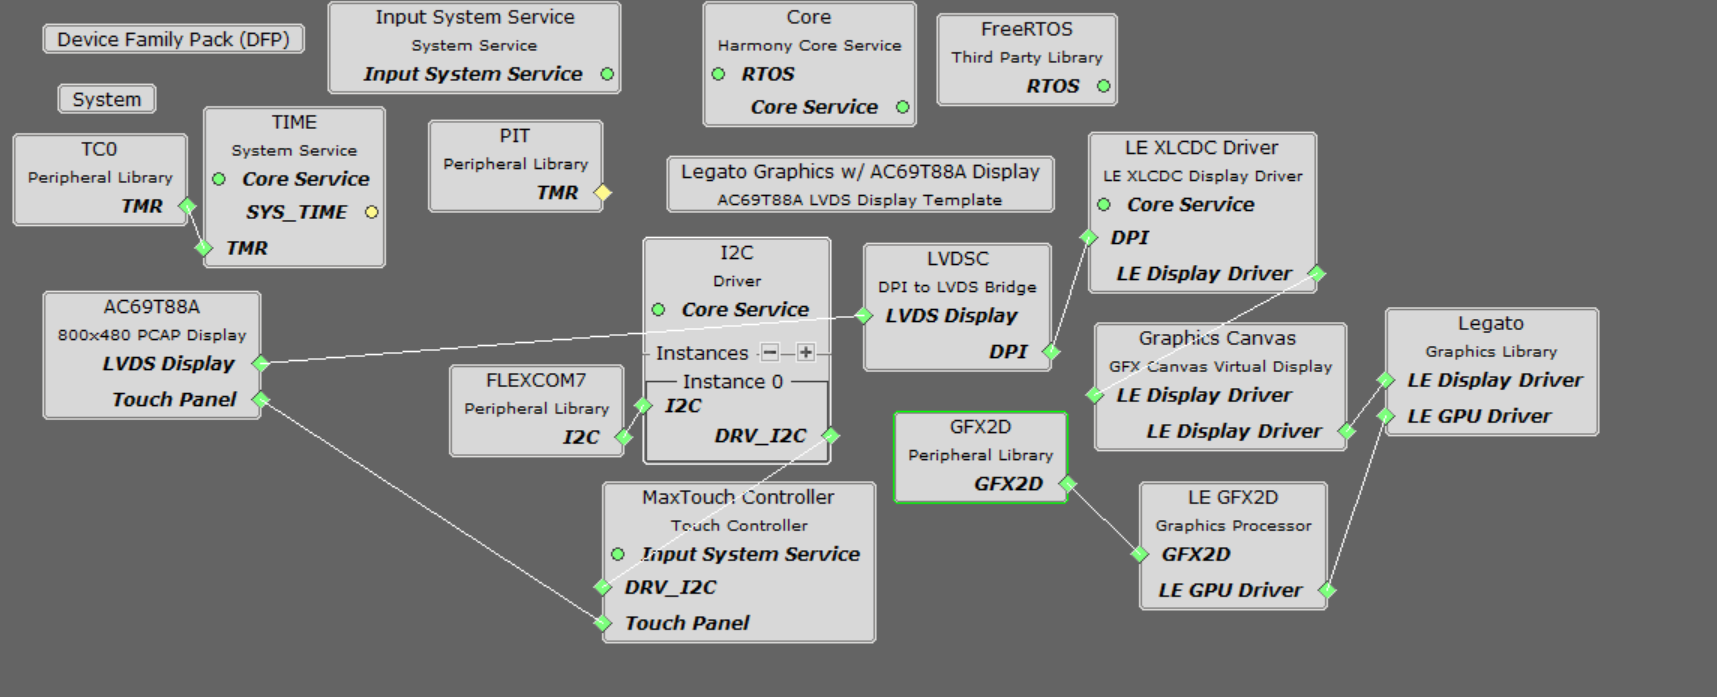 Device Family Pack (DFP)
System
Input System Service
System Service
Input System Service
Core
Harmony Core Service
RTOS
Core Service
FreeRTOS
Third Party Library
RTOS
TC0
Peripheral Library
TMR
TIME
System Service
Core Service
SYS_TIME
TMR
PIT
Peripheral Library
TMR
Legato Graphics w/ AC69T88A Display
AC69T88A LVDS Display Template
LE XLCDC Driver
LE XLCDC Display Driver
Core Service
DPI
LE Display Driver
AC69T88A
800x480 PCAP Display
LVDS Display
Touch Panel
I2C
Driver
Core Service
Instances
Instance 0
I2C
DRV_I2C
LVDSC
DPI to LVDS Bridge
LVDS Display
DPI
FLEXCOM7
Peripheral Library
I2C
Graphics Canvas
GFX Canvas Virtual Display
LE Display Driver
LE Display Driver
Legato
Graphics Library
LE Display Driver
LE GPU Driver
GFX2D
Peripheral Library
GFX2D
MaxTouch Controller
Touch Controller
Input System Service
DRV_I2C
Touch Panel
LE GFX2D
Graphics Processor
GFX2D
LE GPU Driver